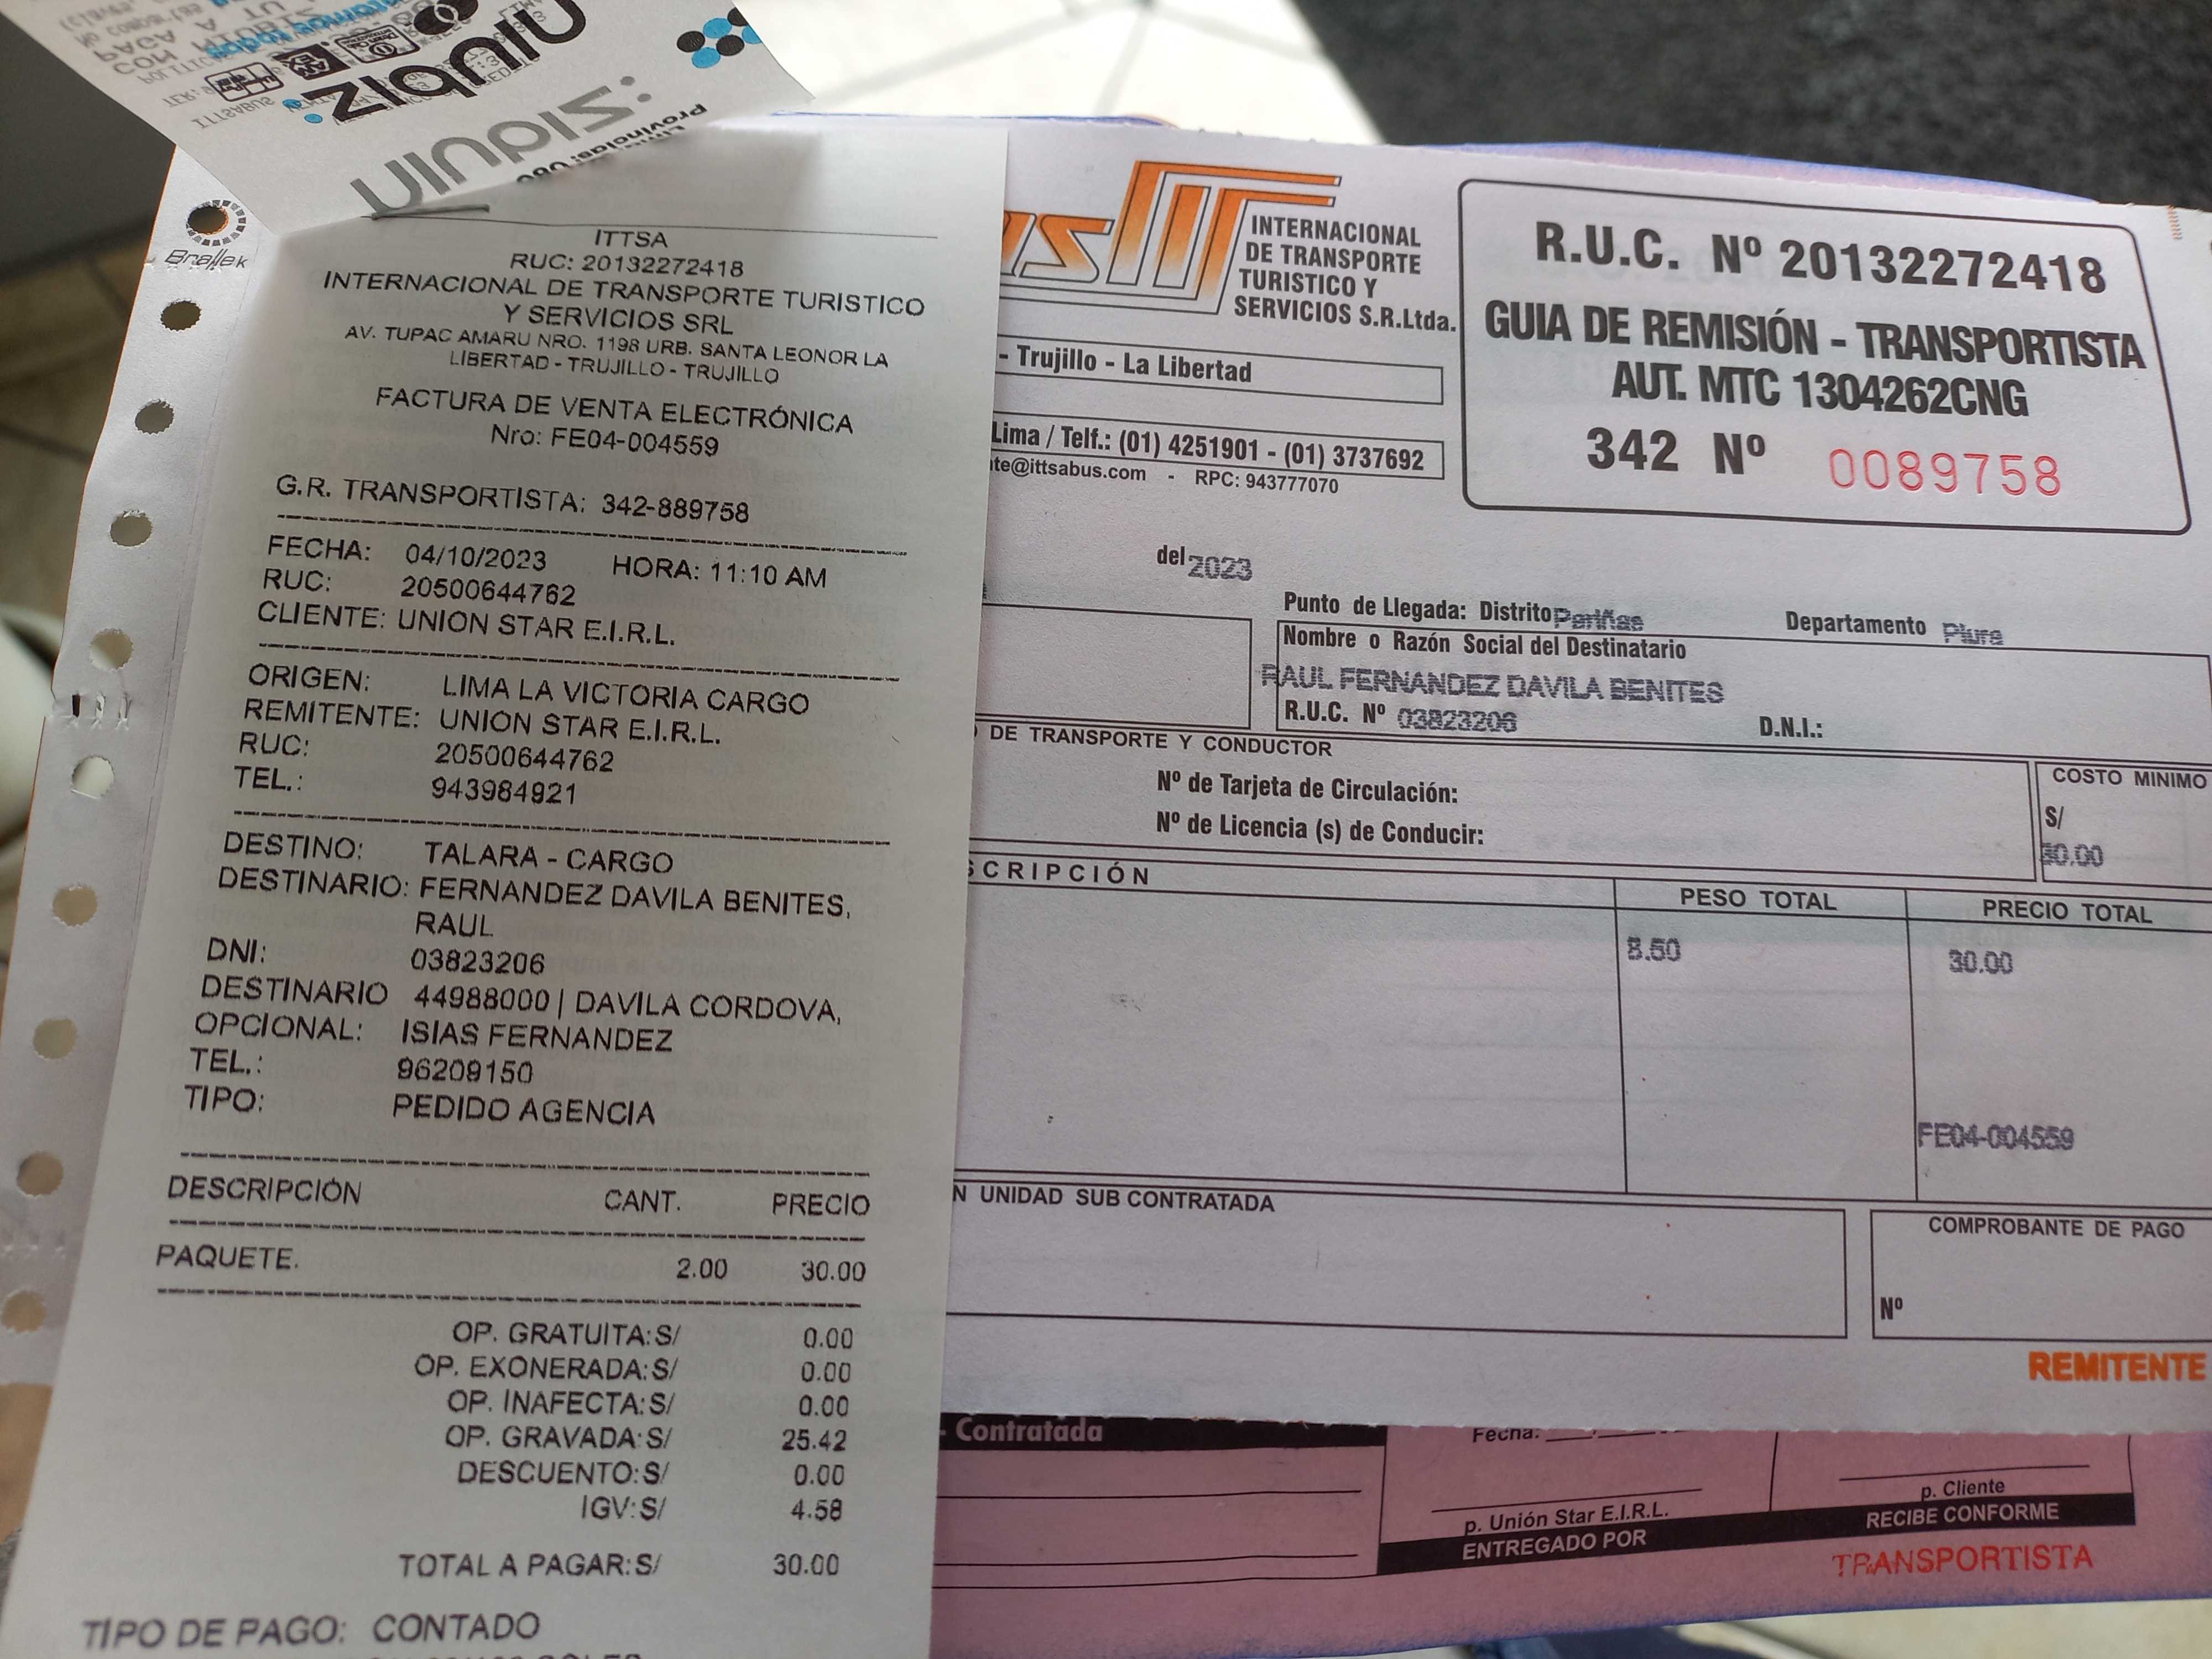 niubiz:
ITTSABUS
PAGA A TU
niubiz:
Provincias: 080
Brallek
ITTSA
RUC: 20132272418
INTERNACIONAL DE TRANSPORTE TURISTICO
Y SERVICIOS SRL
AV. TUPAC AMARU NRO. 1198 URB. SANTA LEONOR LA
LIBERTAD - TRUJILLO - TRUJILLO
FACTURA DE VENTA ELECTRÓNICA
Nro: FE04-004559
G.R. TRANSPORTISTA: 342-889758
FECHA: 04/10/2023 HORA: 11:10 AM
RUC: 20500644762
CLIENTE: UNION STAR E.I.R.L.
ORIGEN: LIMA LA VICTORIA CARGO
REMITENTE: UNION STAR E.I.R.L.
RUC: 20500644762
TEL.: 943984921
DESTINO: TALARA - CARGO
DESTINARIO: FERNANDEZ DAVILA BENITES,
RAUL
DNI: 03823206
DESTINARIO 44988000 | DAVILA CORDOVA,
OPCIONAL: ISIAS FERNANDEZ
TEL.: 96209150
TIPO: PEDIDO AGENCIA
DESCRIPCIÓN CANT. PRECIO
PAQUETE. 2.00 30.00
OP. GRATUITA:S/ 0.00
OP. EXONERADA:S/ 0.00
OP. INAFECTA:S/ 0.00
OP. GRAVADA:S/ 25.42
DESCUENTO:S/ 0.00
IGV:S/ 4.58
TOTAL A PAGAR:S/ 30.00
TIPO DE PAGO: CONTADO
INTERNACIONAL
DE TRANSPORTE
TURISTICO Y
SERVICIOS S.R.Ltda.
- Trujillo - La Libertad
Lima / Telf.: (01) 4251901 - (01) 3737692
te@ittsabus.com - RPC: 943777070
R.U.C. Nº 20132272418
GUIA DE REMISIÓN - TRANSPORTISTA
AUT. MTC 1304262CNG
342 Nº 0089758
del 2023
Punto de Llegada: Distrito Pariñas Departamento Piura
Nombre o Razón Social del Destinatario
RAUL FERNANDEZ DAVILA BENITES
R.U.C. Nº 03823206 D.N.I.:
DE TRANSPORTE Y CONDUCTOR
Nº de Tarjeta de Circulación:
Nº de Licencia (s) de Conducir:
COSTO MINIMO
S/
30.00
SCRIPCIÓN PESO TOTAL PRECIO TOTAL
8.50 30.00
FE04-004559
N UNIDAD SUB CONTRATADA
COMPROBANTE DE PAGO
Nº
REMITENTE
- Contratada
Fecha:
p. Unión Star E.I.R.L.
ENTREGADO POR
p. Cliente
RECIBE CONFORME
TRANSPORTISTA